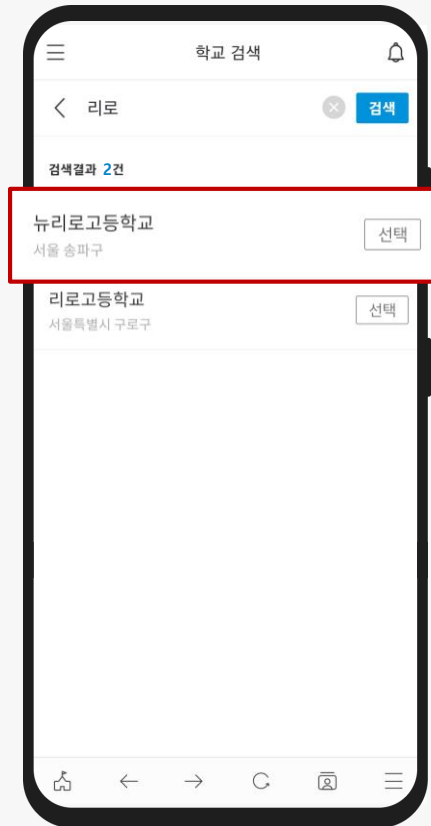 학교 검색
리로
검색
검색결과 2건
뉴리로고등학교
선택
서울 송파구
리로고등학교
선택
서울특별시 구로구